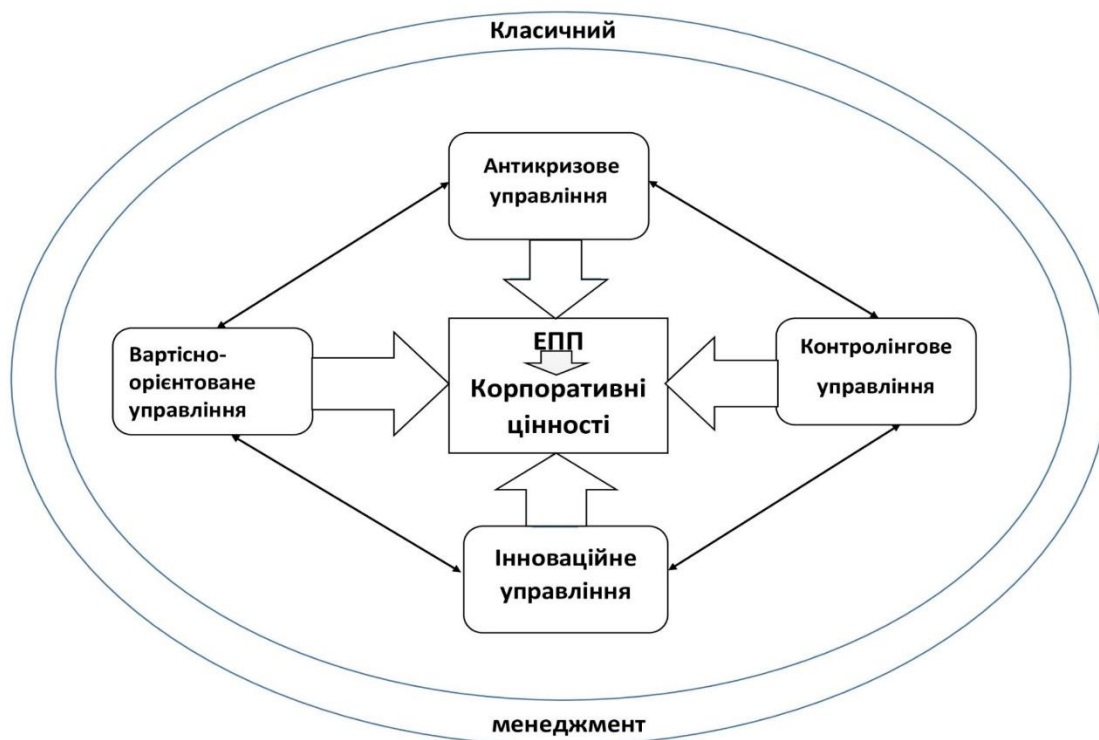 Класичний
Антикризове
управління
Вартісно-
орієнтоване
управління
ЕПП
Корпоративні
цінності
Контролінгове
управління
Інноваційне
управління
менеджмент